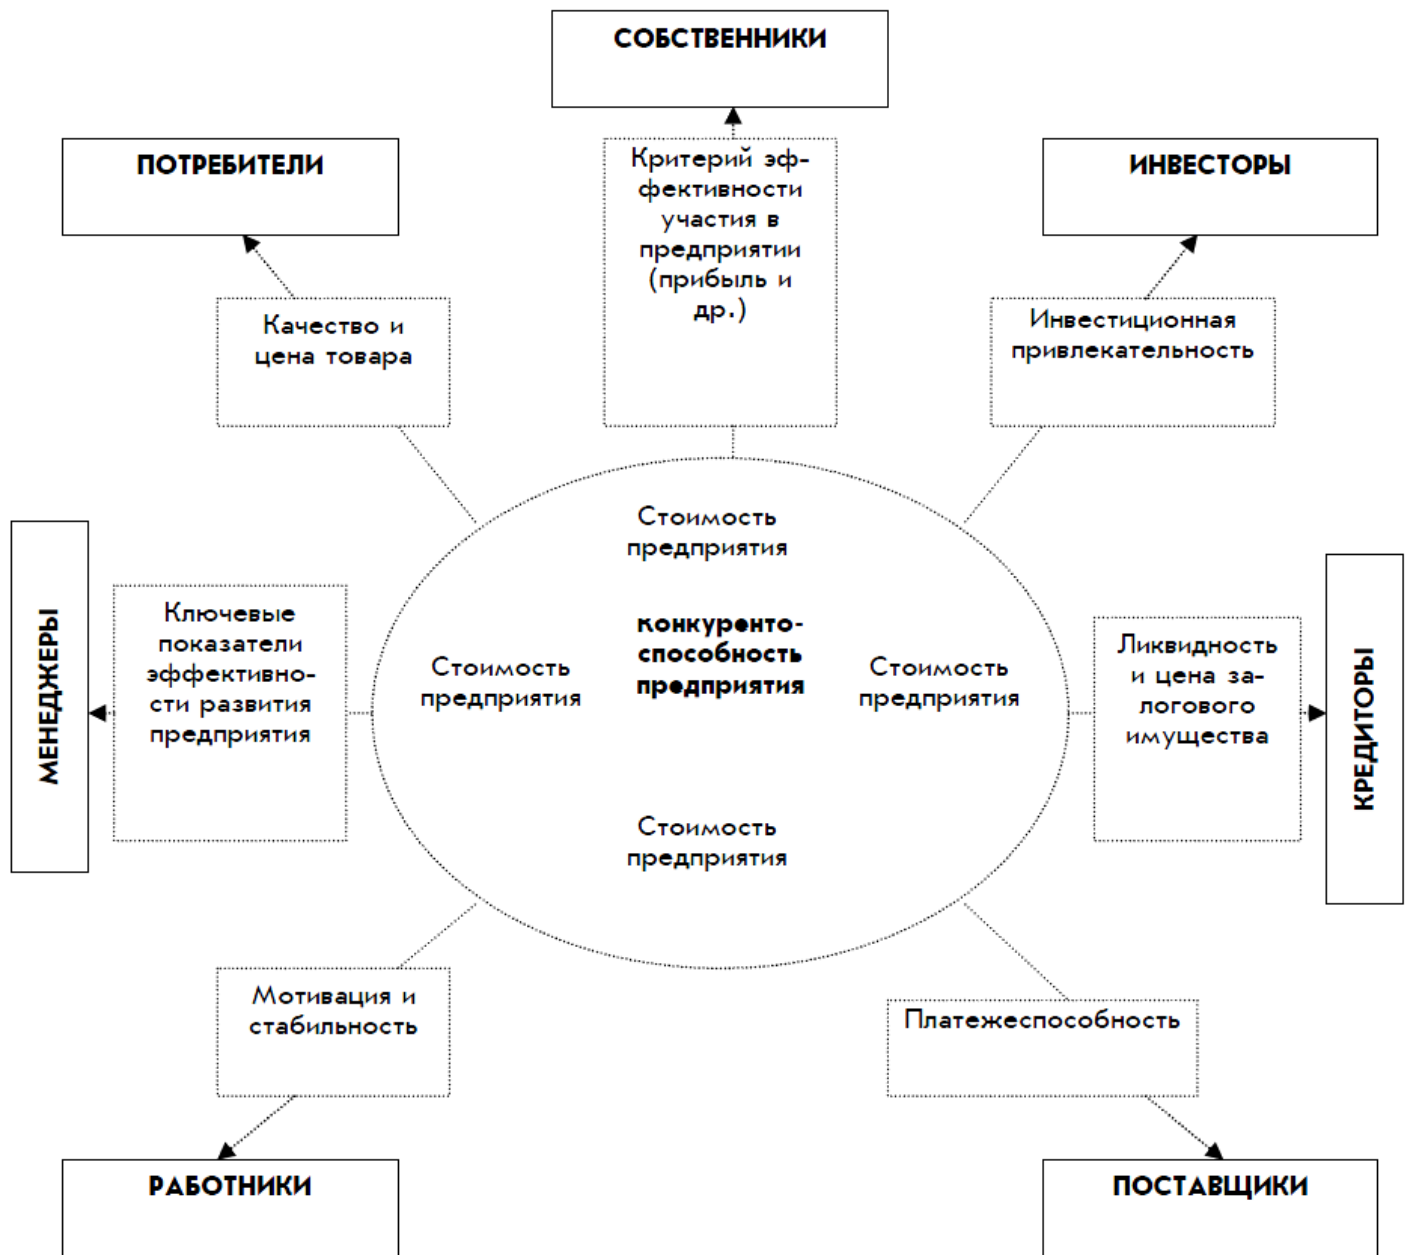 СОБСТВЕННИКИ
ПОТРЕБИТЕЛИ
ИНВЕСТОРЫ
Критерий эф-
фективности
участия в
предприятии
(прибыль и
др.)
Качество и
цена товара
Инвестиционная
привлекательность
Стоимость
предприятия
МЕНЕДЖЕРЫ
Ключевые
показатели
эффективно-
сти развития
предприятия
Стоимость
предприятия
Конкуренто-
способность
предприятия
Стоимость
предприятия
Ликвидность
и цена за-
логового
имущества
КРЕДИТОРЫ
Стоимость
предприятия
Мотивация и
стабильность
Платежеспособность
РАБОТНИКИ
ПОСТАВЩИКИ